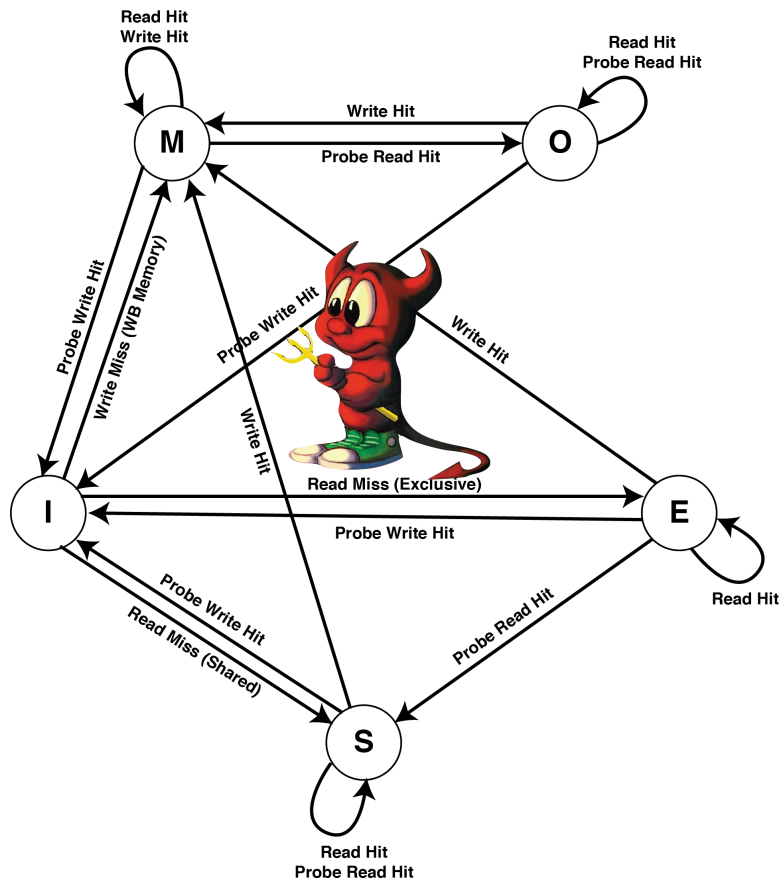 Read Hit
Write Hit
Read Hit
Probe Read Hit
Write Hit
M
O
Probe Read Hit
Probe Write Hit
Write Miss (WB Memory)
Probe Write Hit
Write Hit
Write Hit
Read Miss (Exclusive)
I
E
Probe Write Hit
Read Hit
Probe Write Hit
Read Miss (Shared)
Probe Read Hit
S
Read Hit
Probe Read Hit